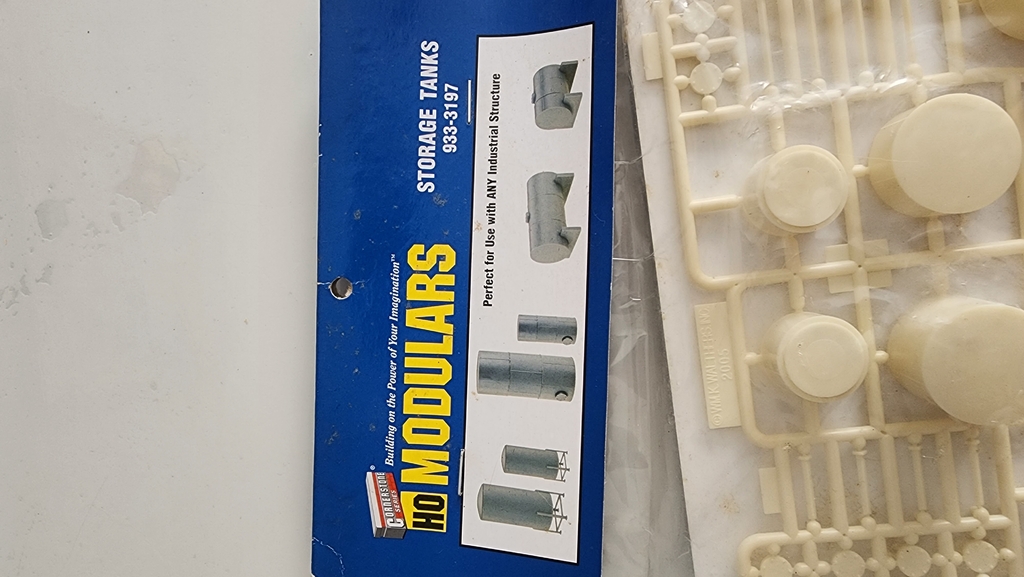 CORNERSTONE®
SERIES
Building on the Power of Your Imagination™
HO MODULARS
STORAGE TANKS
933-3197
Perfect for Use with ANY Industrial Structure
2005